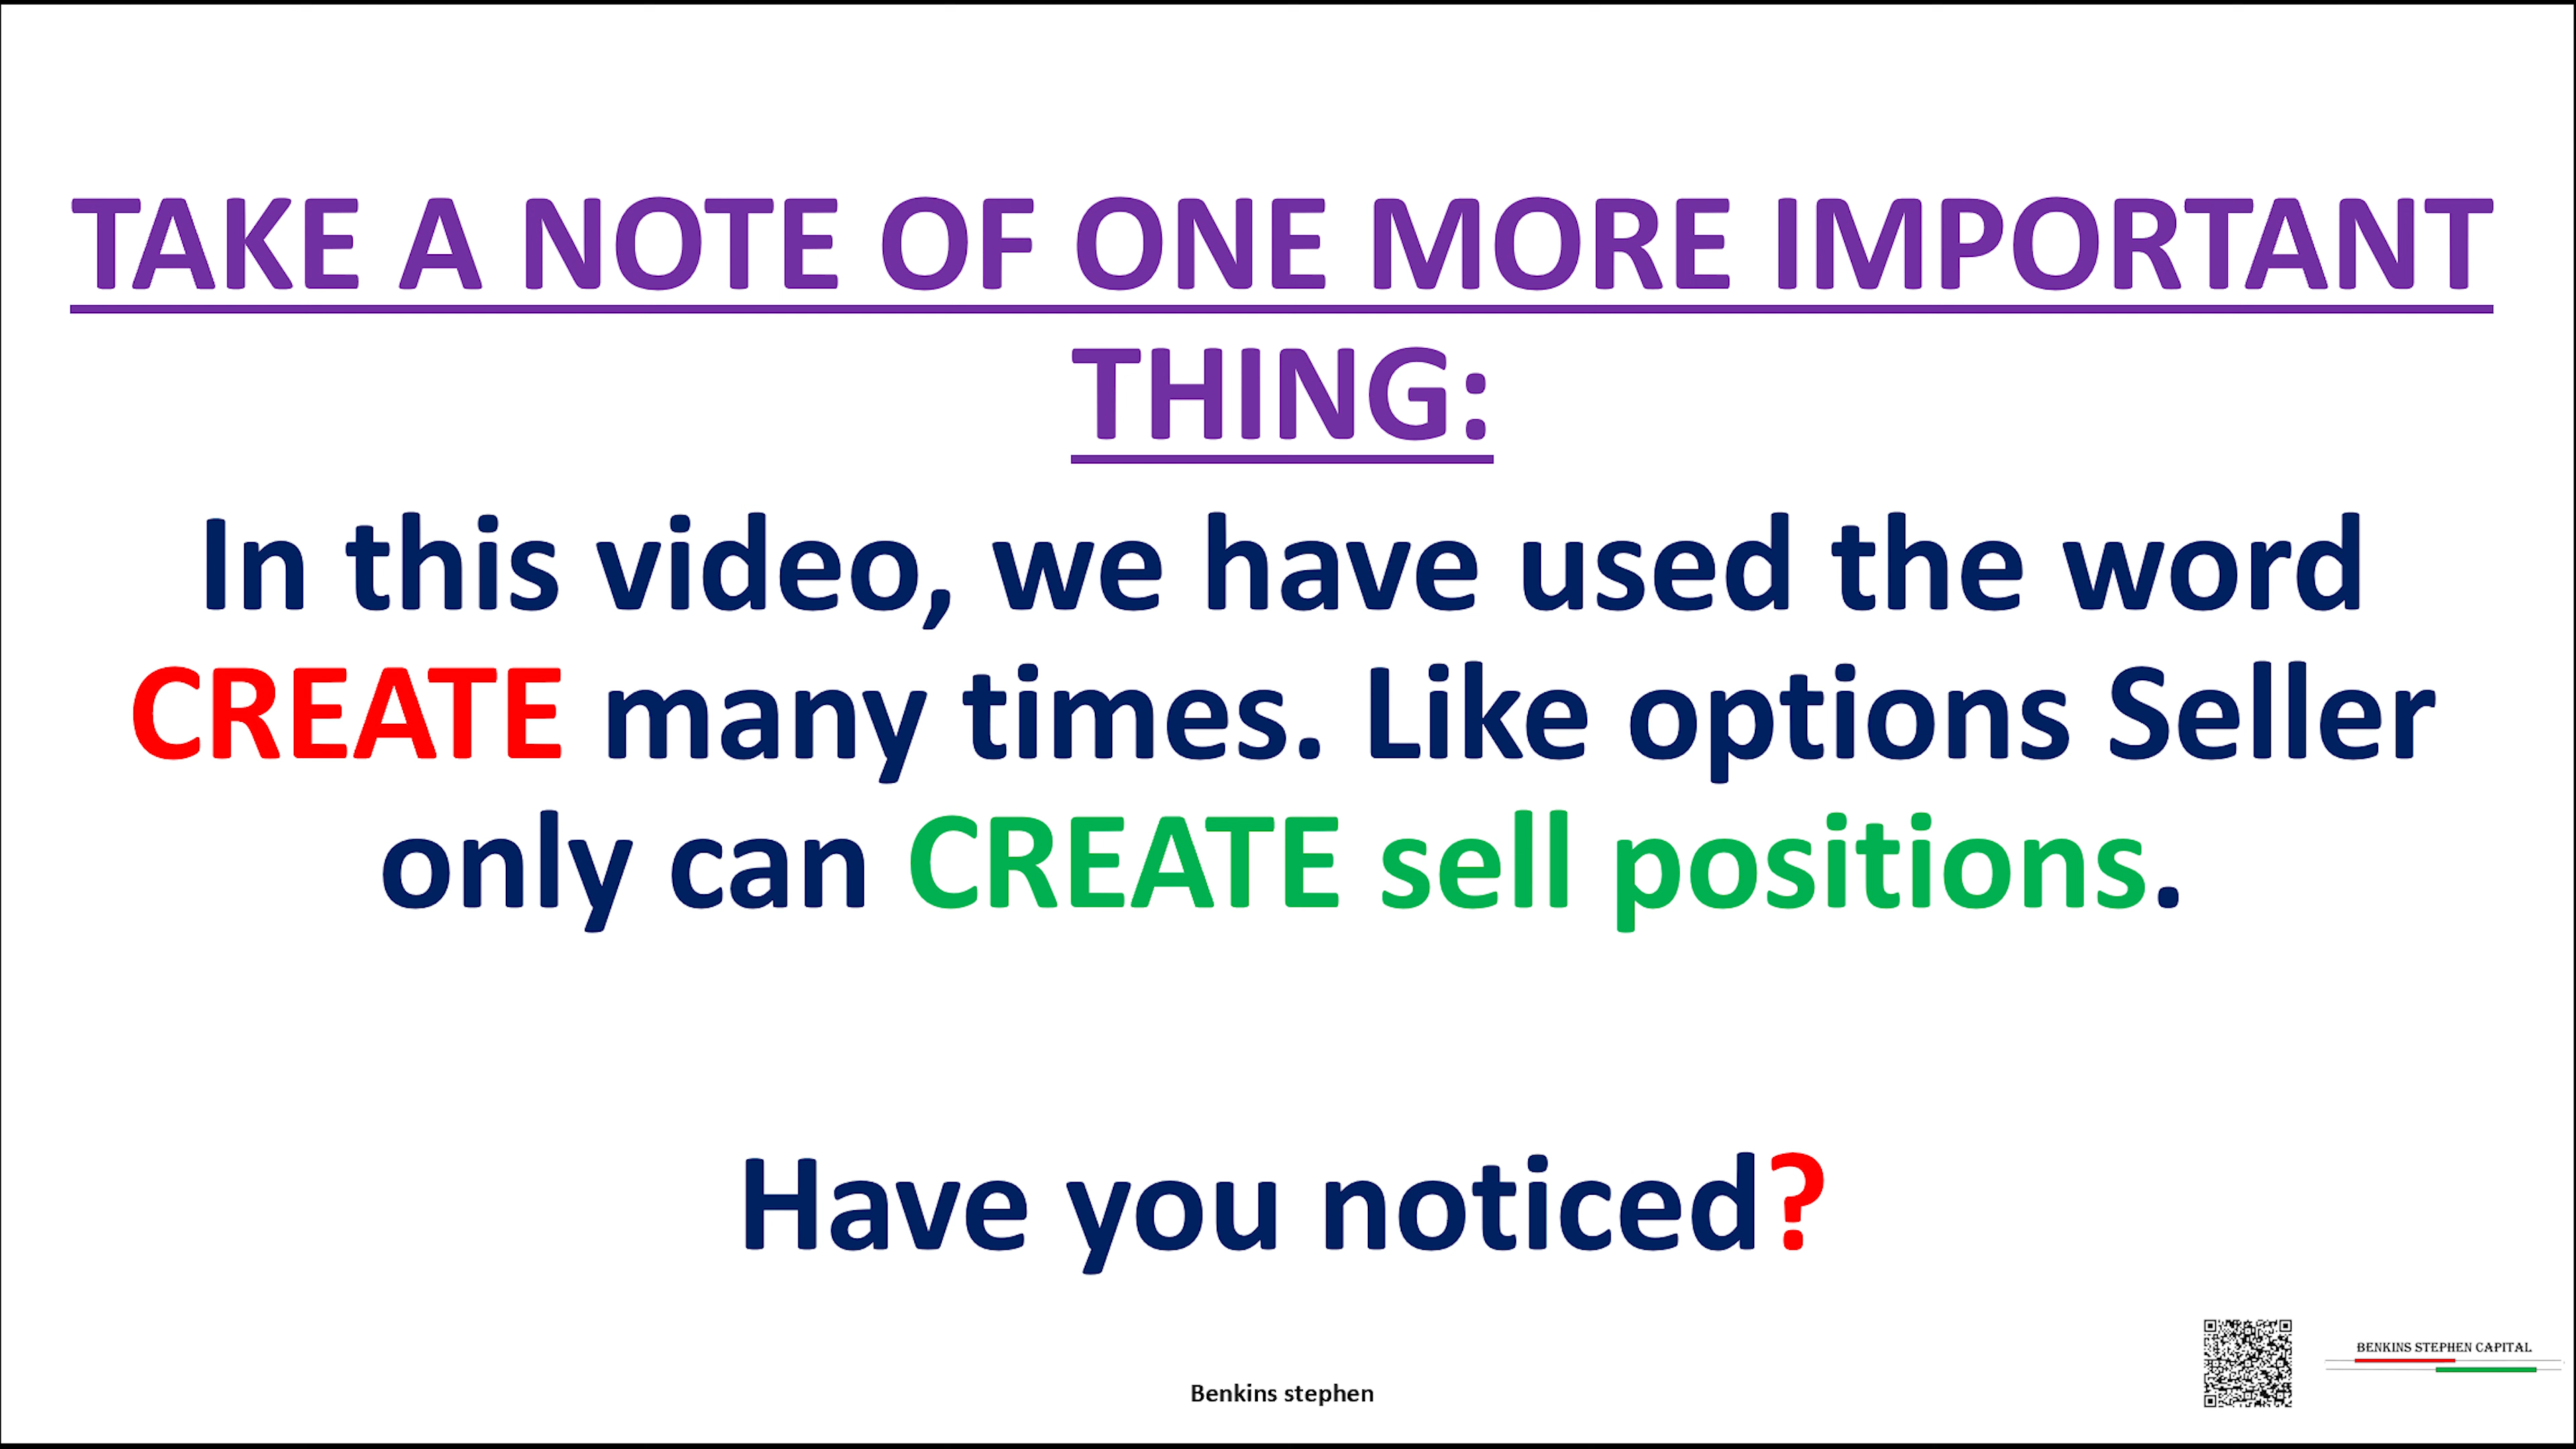 TAKE A NOTE OF ONE MORE IMPORTANT
THING:
In this video, we have used the word
CREATE many times. Like options Seller
only can CREATE sell positions.
Have you noticed?
BENKINS STEPHEN CAPITAL
Benkins stephen